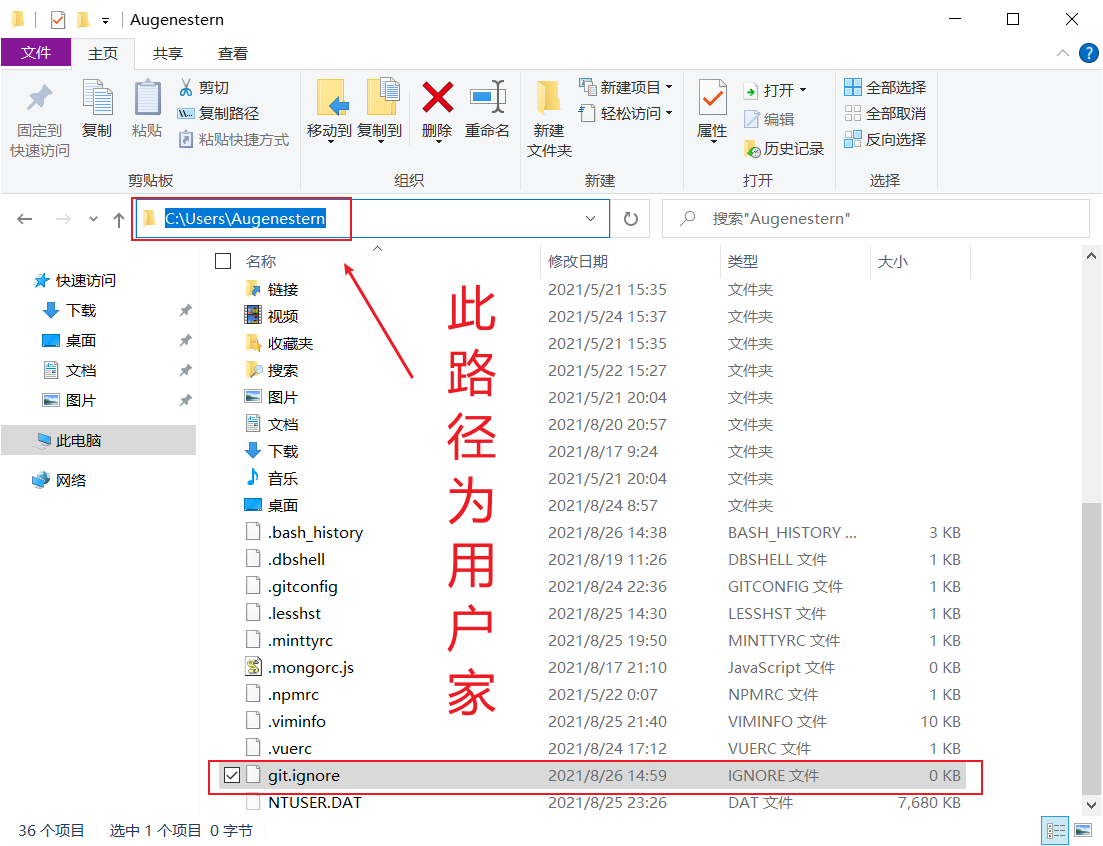 Augenestern
文件 主页 共享 查看
固定到快速访问
复制
粘贴
剪切
复制路径
粘贴快捷方式
移动到
复制到
删除
重命名
新建文件夹
新建项目
轻松访问
属性
打开
编辑
历史记录
全部选择
全部取消
反向选择
剪贴板 组织 新建 打开 选择
C:\Users\Augenestern
搜索"Augenestern"
快速访问
下载
桌面
文档
图片
此电脑
网络
名称 修改日期 类型 大小
链接 2021/5/21 15:35 文件夹
视频 2021/5/24 15:37 文件夹
收藏夹 2021/5/21 15:35 文件夹
搜索 2021/5/22 15:27 文件夹
图片 2021/5/21 20:04 文件夹
文档 2021/8/20 20:57 文件夹
下载 2021/8/17 9:24 文件夹
音乐 2021/5/21 20:04 文件夹
桌面 2021/8/24 8:57 文件夹
.bash_history 2021/8/26 14:38 BASH_HISTORY ... 3 KB
.dbshell 2021/8/19 11:26 DBSHELL 文件 1 KB
.gitconfig 2021/8/24 22:36 GITCONFIG 文件 1 KB
.lesshst 2021/8/25 14:30 LESSHST 文件 1 KB
.minttyrc 2021/8/25 19:50 MINTTYRC 文件 1 KB
.mongorc.js 2021/8/17 21:10 JavaScript 文件 0 KB
.npmrc 2021/5/22 0:07 NPMRC 文件 1 KB
.viminfo 2021/8/25 21:40 VIMINFO 文件 10 KB
.vuerc 2021/8/24 17:12 VUERC 文件 1 KB
git.ignore 2021/8/26 14:59 IGNORE 文件 0 KB
NTUSER.DAT 2021/8/25 23:26 DAT 文件 7,680 KB
此路径为用户家
36 个项目 选中 1 个项目 0 字节